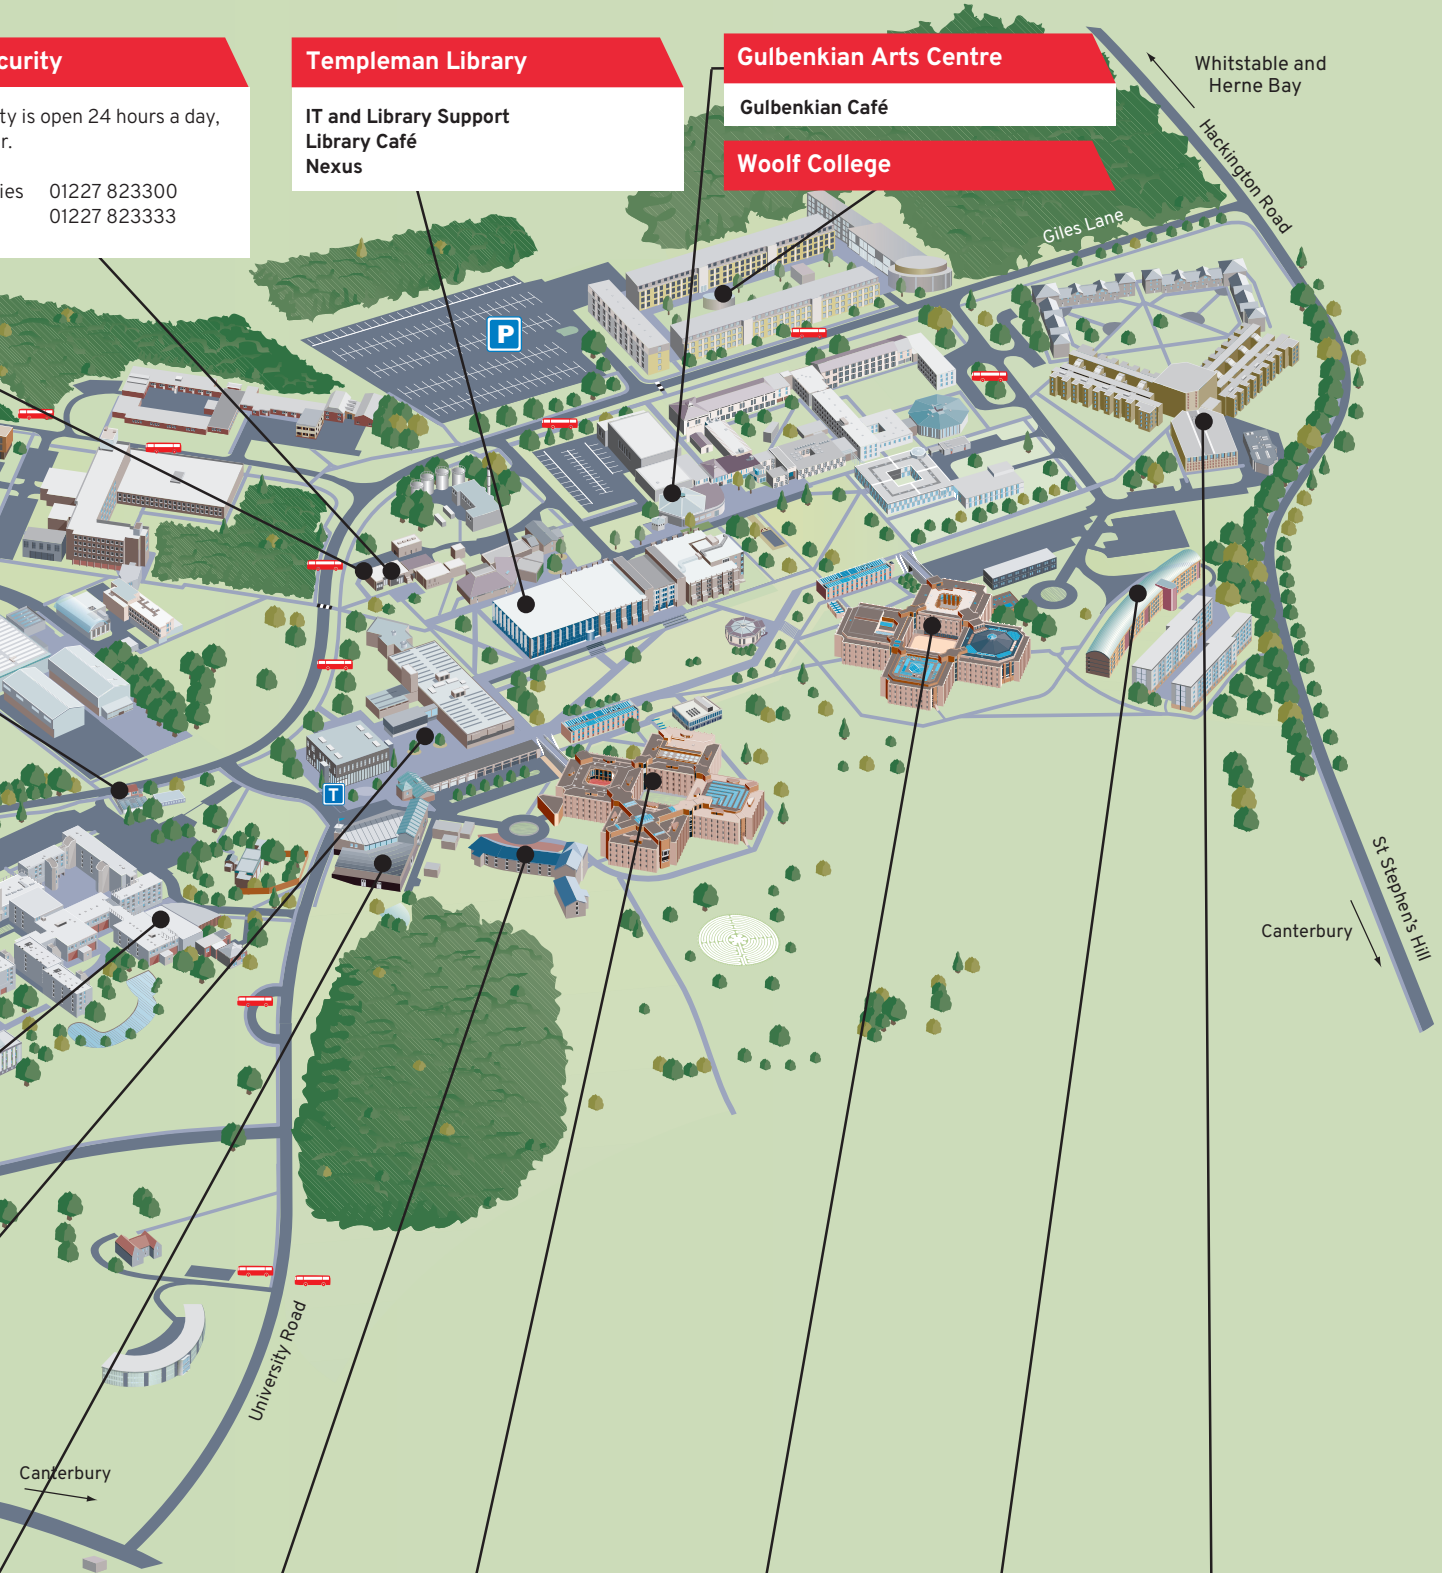 curity
ty is open 24 hours a day,
r.
ies 01227 823300
01227 823333
Templeman Library
IT and Library Support
Library Café
Nexus
Gulbenkian Arts Centre
Gulbenkian Café
Woolf College
Whitstable and
Herne Bay
Hackington Road
Giles Lane
P
T
St Stephen's Hill
Canterbury
University Road
Canterbury